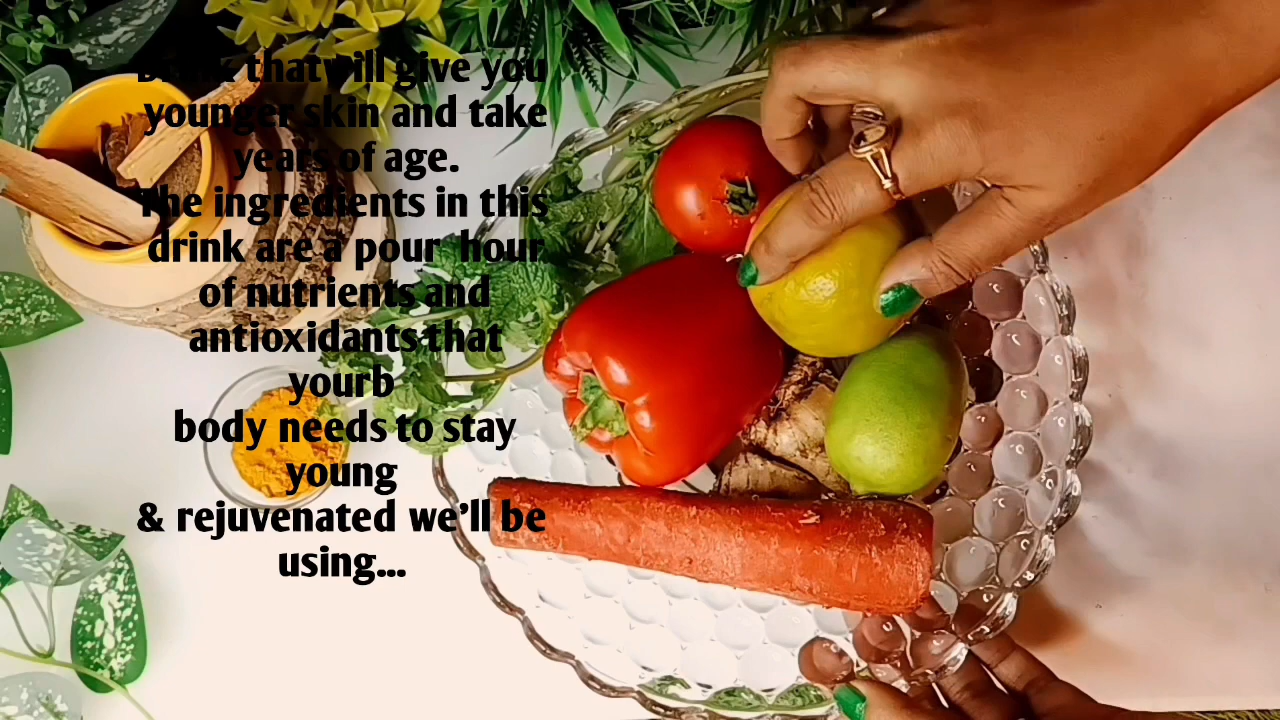 Drink that will give you
younger skin and take
years of age.
The ingredients in this
drink are a pour hour
of nutrients and
antioxidants that
yourb
body needs to stay
young
& rejuvenated we'll be
using...